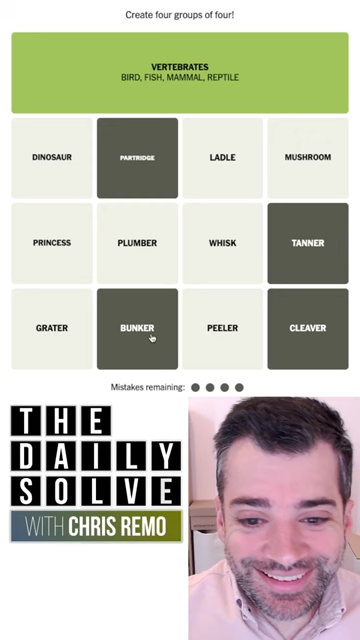 Create four groups of four!
VERTEBRATES
BIRD, FISH, MAMMAL, REPTILE
DINOSAUR PARTRIDGE LADLE MUSHROOM
PRINCESS PLUMBER WHISK TANNER
GRATER BUNKER PEELER CLEAVER
Mistakes remaining:
THE
DAILY
SOLVE
WITH CHRIS REMO